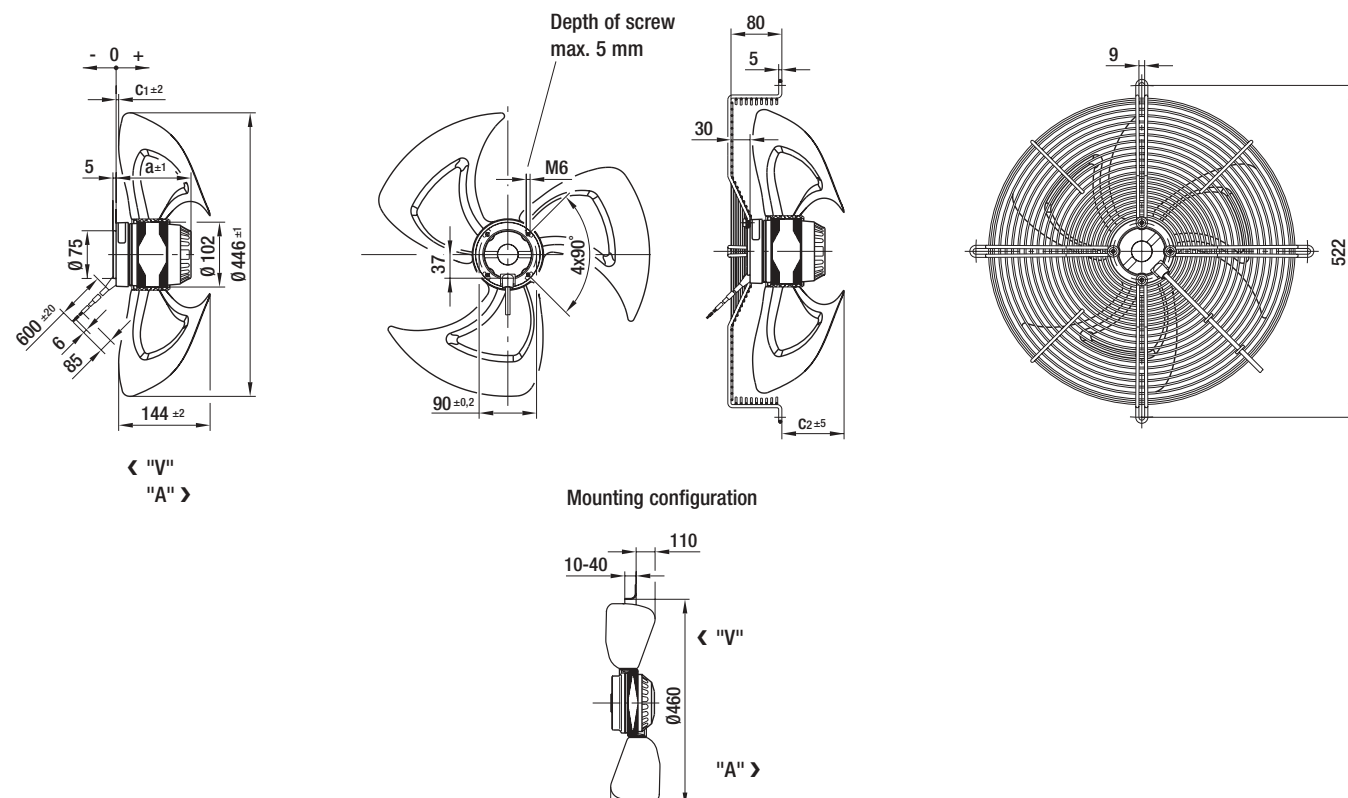 Depth of screw
max. 5 mm
- 0 +
C1±2
5
a±1
Ø 75
Ø 102
Ø 446 ±1
600 ±20
6
85
144 ±2
‹ "V"
"A" ›
M6
37
4x90°
90 ±0,2
80
5
30
C2±5
9
522
Mounting configuration
110
10-40
‹ "V"
Ø460
"A" ›